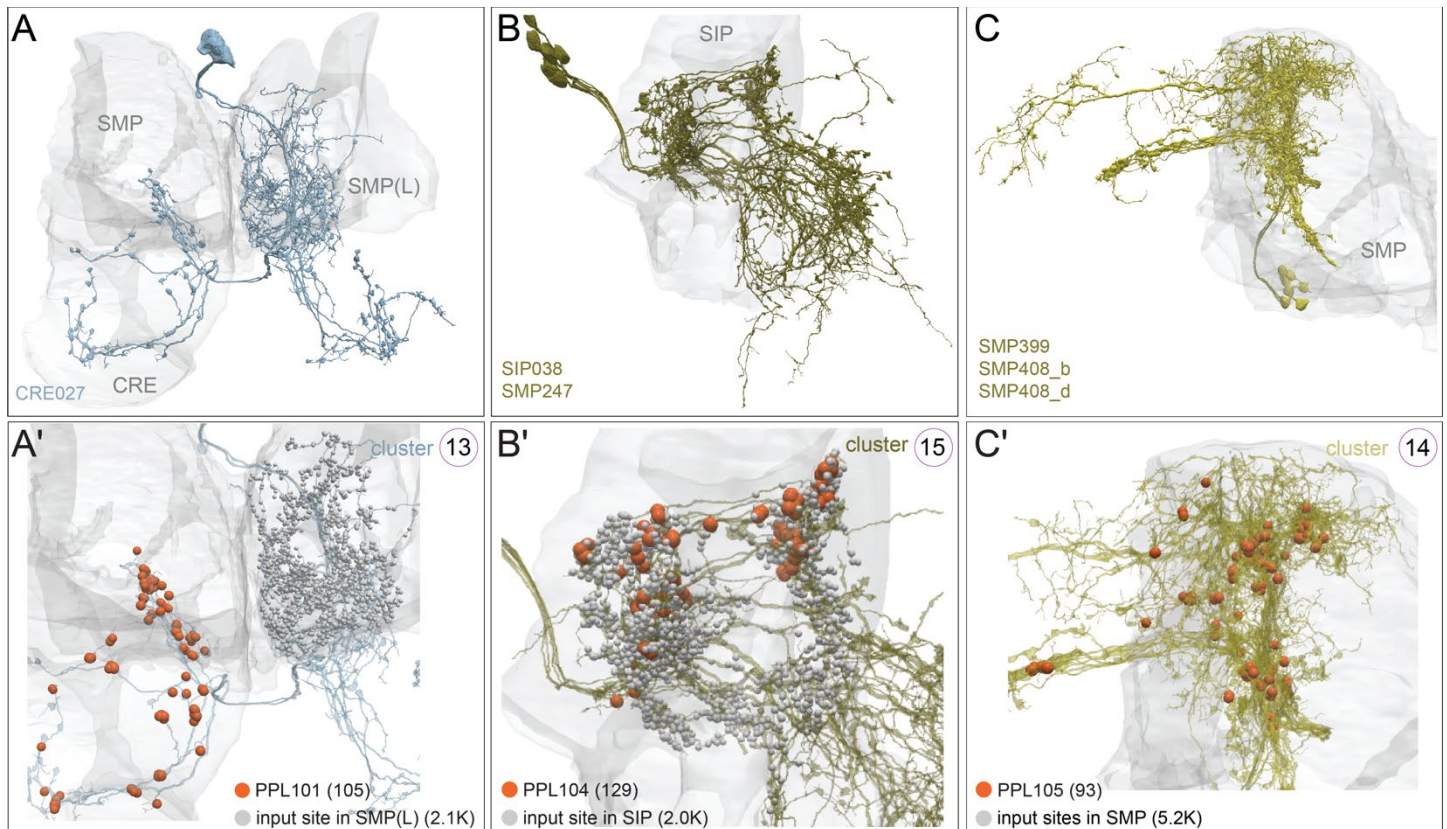 A
SMP
SMP(L)
CRE
CRE027
B
SIP
SIP038
SMP247
C
SMP
SMP399
SMP408_b
SMP408_d
A'
cluster 13
PPL101 (105)
input site in SMP(L) (2.1K)
B'
cluster 15
PPL104 (129)
input site in SIP (2.0K)
C'
cluster 14
PPL105 (93)
input sites in SMP (5.2K)